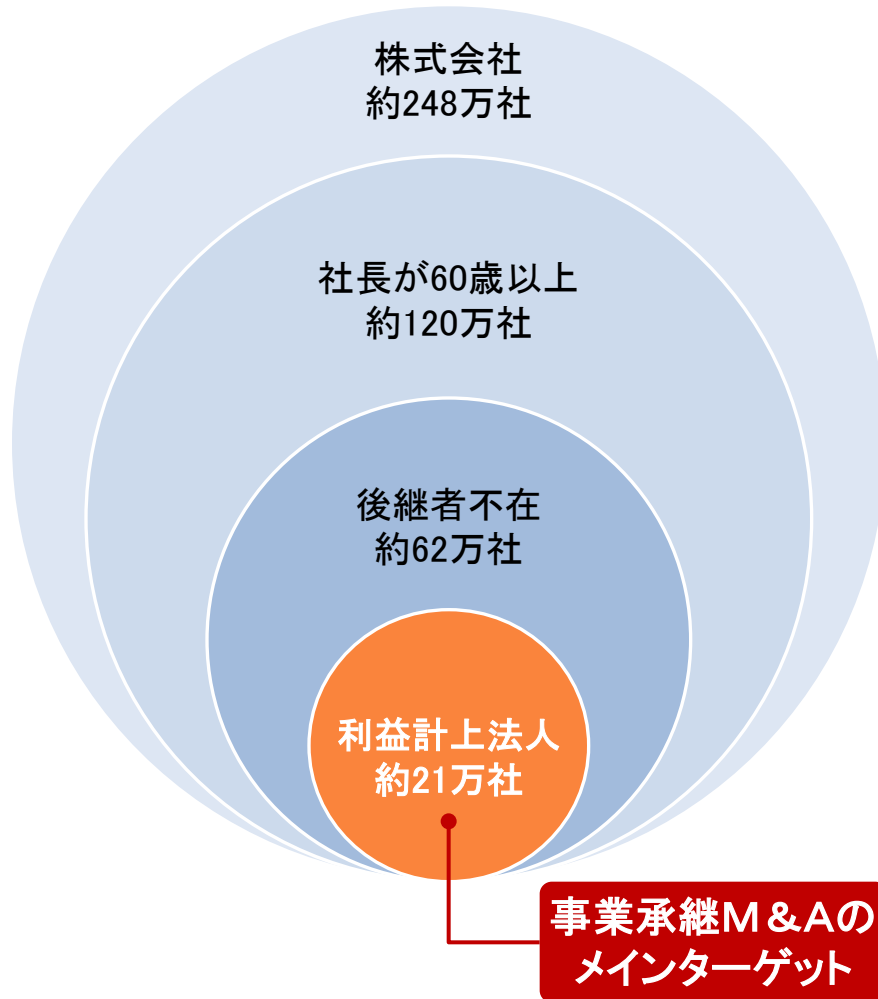 株式会社
約248万社
社長が60歳以上
約120万社
後継者不在
約62万社
利益計上法人
約21万社
事業承継M&Aの
メインターゲット